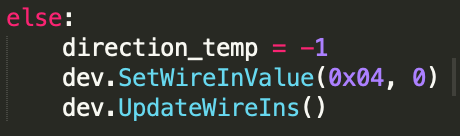 else:
    direction_temp = -1
    dev.SetWireInValue(0x04, 0)
    dev.UpdateWireIns()